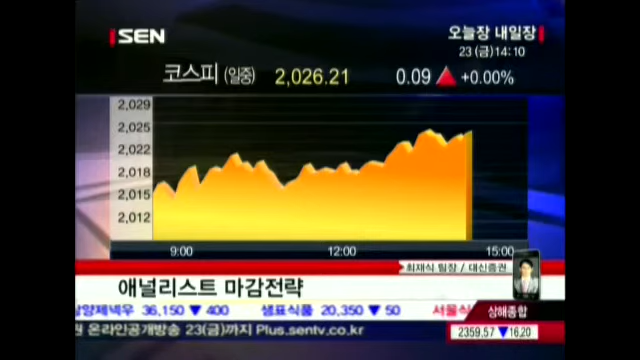 SEN
오늘장 내일장
23 (금) 14:10
코스피 (일중) 2,026.21 0.09 ▲ +0.00%
2,029
2,025
2,022
2,018
2,015
2,012
9:00 12:00 15:00
최재식 팀장 / 대신증권
애널리스트 마감전략
삼양제넥우 36,150 ▼ 400 샘표식품 20,350 ▼ 50 서울식
상해종합
온라인공개방송 23(금)까지 Plus.sentv.co.kr
2359.57 ▼16.20